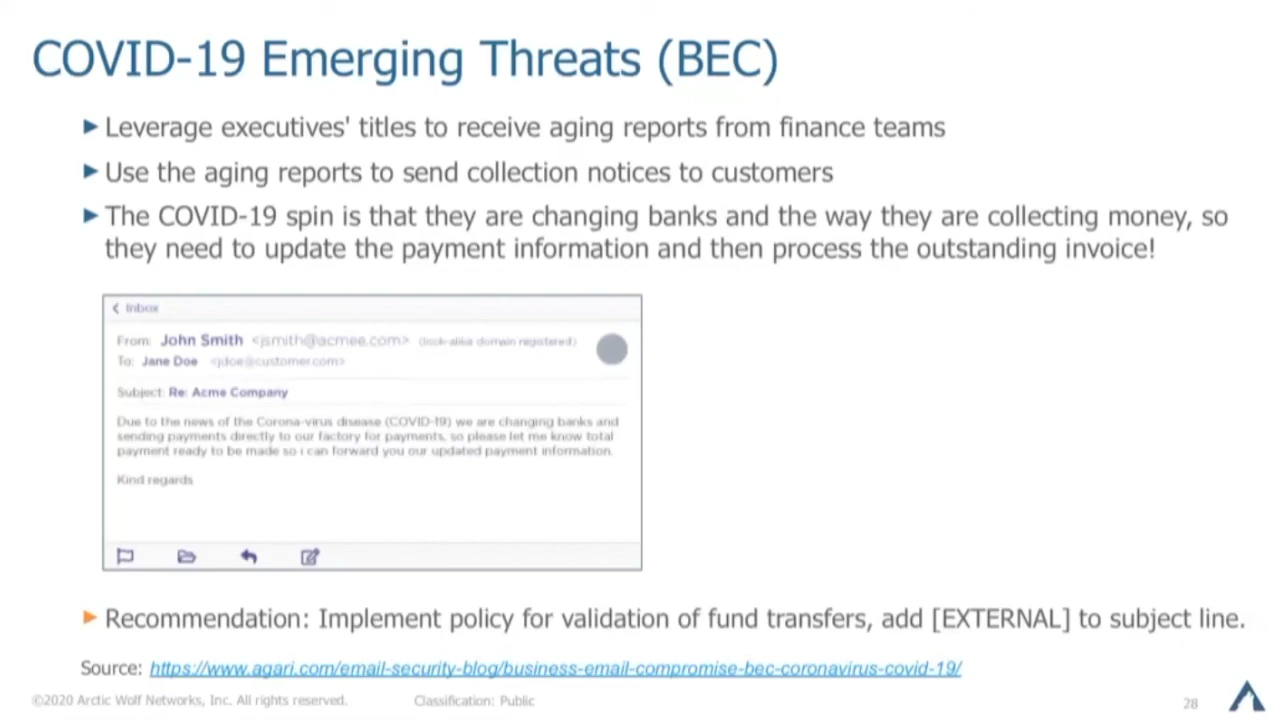 COVID-19 Emerging Threats (BEC)
Leverage executives' titles to receive aging reports from finance teams
Use the aging reports to send collection notices to customers
The COVID-19 spin is that they are changing banks and the way they are collecting money, so
they need to update the payment information and then process the outstanding invoice!
Inbox
From: John Smith <jsmith@acmee.com> (look-alike domain registered)
To: Jane Doe <jdoe@customer.com>
Subject: Re: Acme Company
Due to the news of the Corona-virus disease (COVID-19) we are changing banks and
sending payments directly to our factory for payments, so please let me know total
payment ready to be made so i can forward you our updated payment information.
Kind regards
Recommendation: Implement policy for validation of fund transfers, add [EXTERNAL] to subject line.
Source: https://www.agari.com/email-security-blog/business-email-compromise-bec-coronavirus-covid-19/
©2020 Arctic Wolf Networks, Inc. All rights reserved. Classification: Public 28